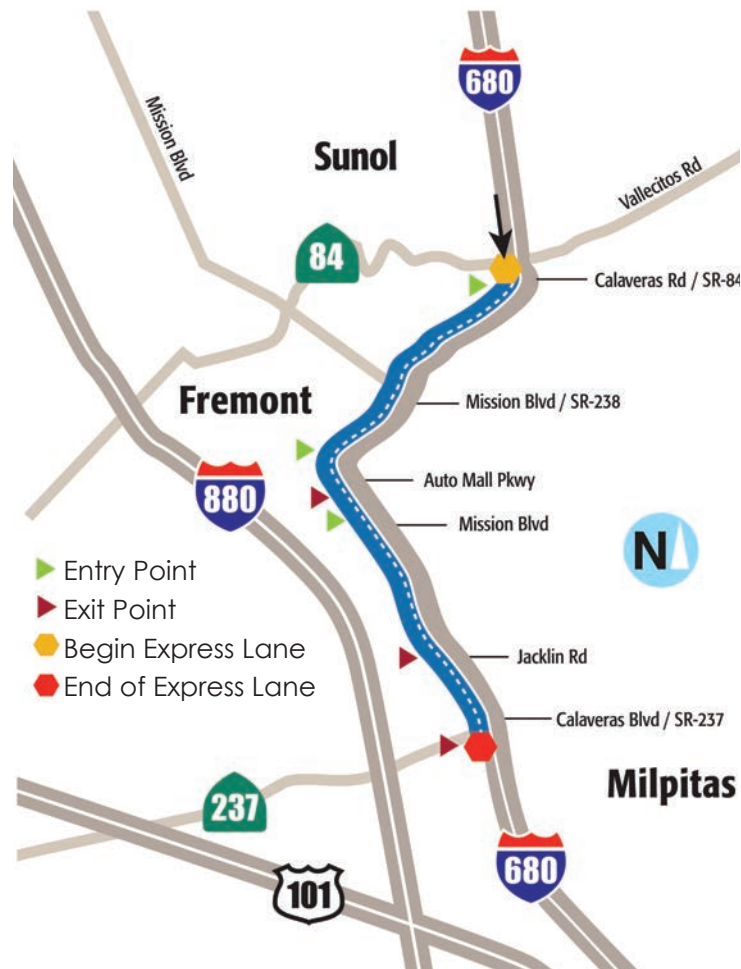 680
Mission Blvd
Sunol
Vallecitos Rd
84
Calaveras Rd / SR-84
Fremont
Mission Blvd / SR-238
880
Auto Mall Pkwy
Mission Blvd
N
Entry Point
Exit Point
Begin Express Lane
End of Express Lane
Jacklin Rd
Calaveras Blvd / SR-237
237
Milpitas
680
101